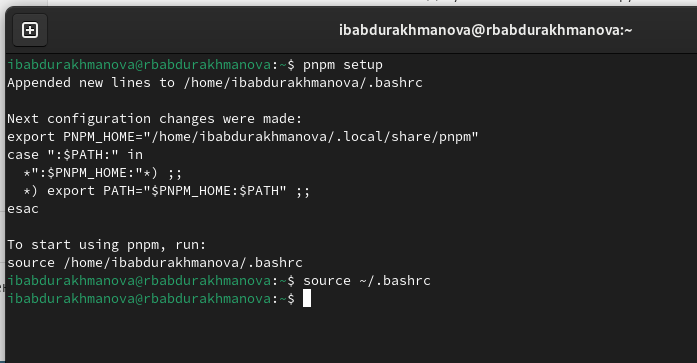 ibabdurakhmanova@rbabdurakhmanova:~
ibabdurakhmanova@rbabdurakhmanova:~$ pnpm setup
Appended new lines to /home/ibabdurakhmanova/.bashrc

Next configuration changes were made:
export PNPM_HOME="/home/ibabdurakhmanova/.local/share/pnpm"
case ":$PATH:" in
  *":$PNPM_HOME:"*) ;;
  *) export PATH="$PNPM_HOME:$PATH" ;;
esac

To start using pnpm, run:
source /home/ibabdurakhmanova/.bashrc
ibabdurakhmanova@rbabdurakhmanova:~$ source ~/.bashrc
ibabdurakhmanova@rbabdurakhmanova:~$